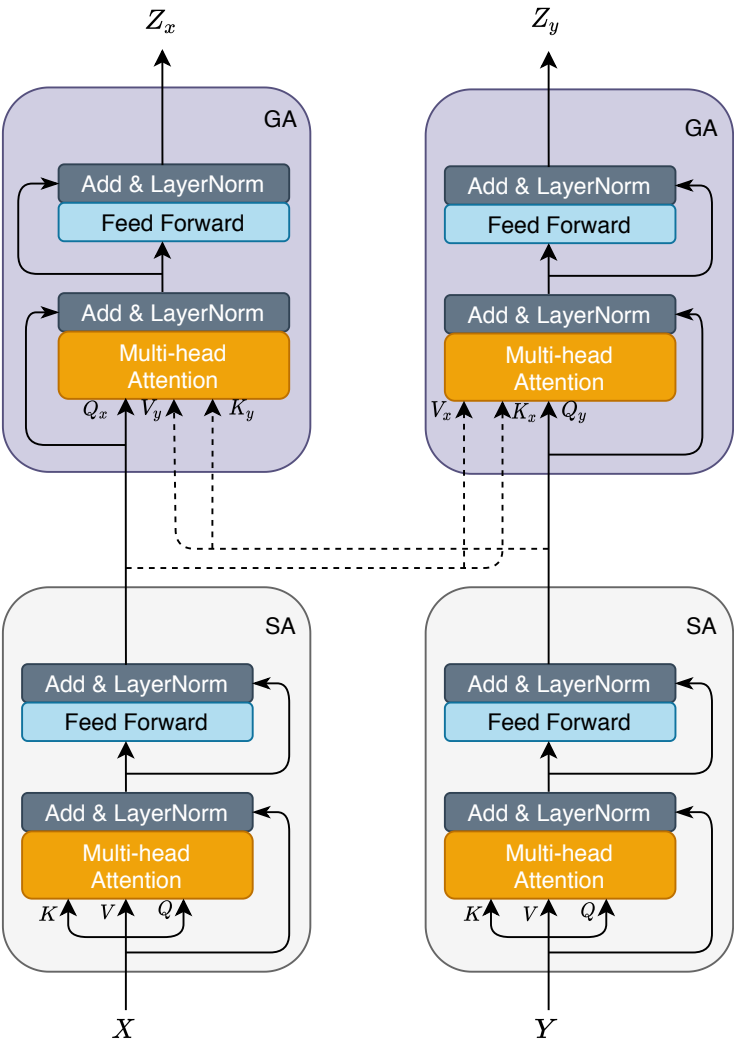 Z_x
Z_y
GA
GA
Add & LayerNorm
Feed Forward
Add & LayerNorm
Feed Forward
Add & LayerNorm
Multi-head
Attention
Add & LayerNorm
Multi-head
Attention
Q_x V_y K_y
V_x K_x Q_y
SA
SA
Add & LayerNorm
Feed Forward
Add & LayerNorm
Feed Forward
Add & LayerNorm
Multi-head
Attention
Add & LayerNorm
Multi-head
Attention
K V Q
K V Q
X
Y